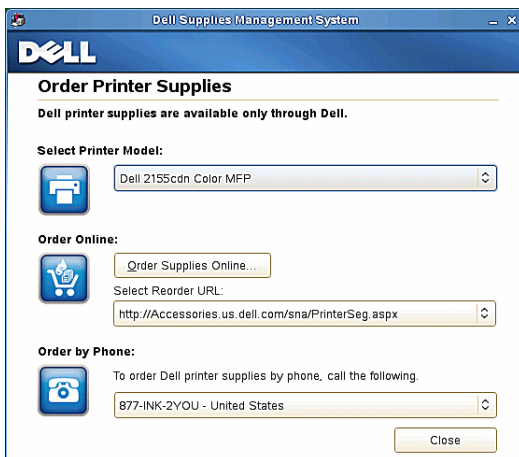 Dell Supplies Management System
DELL
Order Printer Supplies
Dell printer supplies are available only through Dell.
Select Printer Model:
Dell 2155cdn Color MFP
Order Online:
Order Supplies Online...
Select Reorder URL:
http://Accessories.us.dell.com/sna/PrinterSeg.aspx
Order by Phone:
To order Dell printer supplies by phone, call the following.
877-INK-2YOU - United States
Close